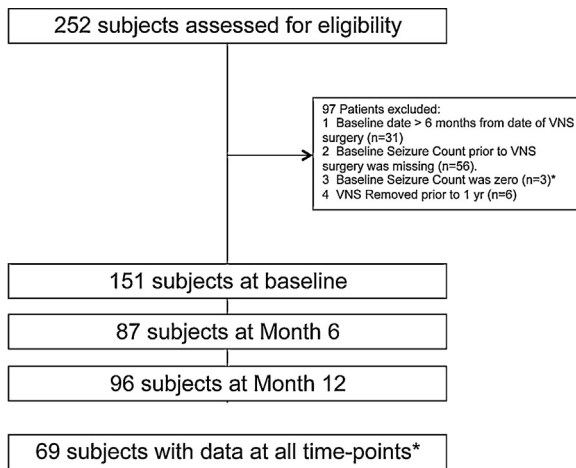 252 subjects assessed for eligibility
97 Patients excluded:
1 Baseline date > 6 months from date of VNS
surgery (n=31)
2 Baseline Seizure Count prior to VNS
surgery was missing (n=56).
3 Baseline Seizure Count was zero (n=3)*
4 VNS Removed prior to 1 yr (n=6)
151 subjects at baseline
87 subjects at Month 6
96 subjects at Month 12
69 subjects with data at all time-points*